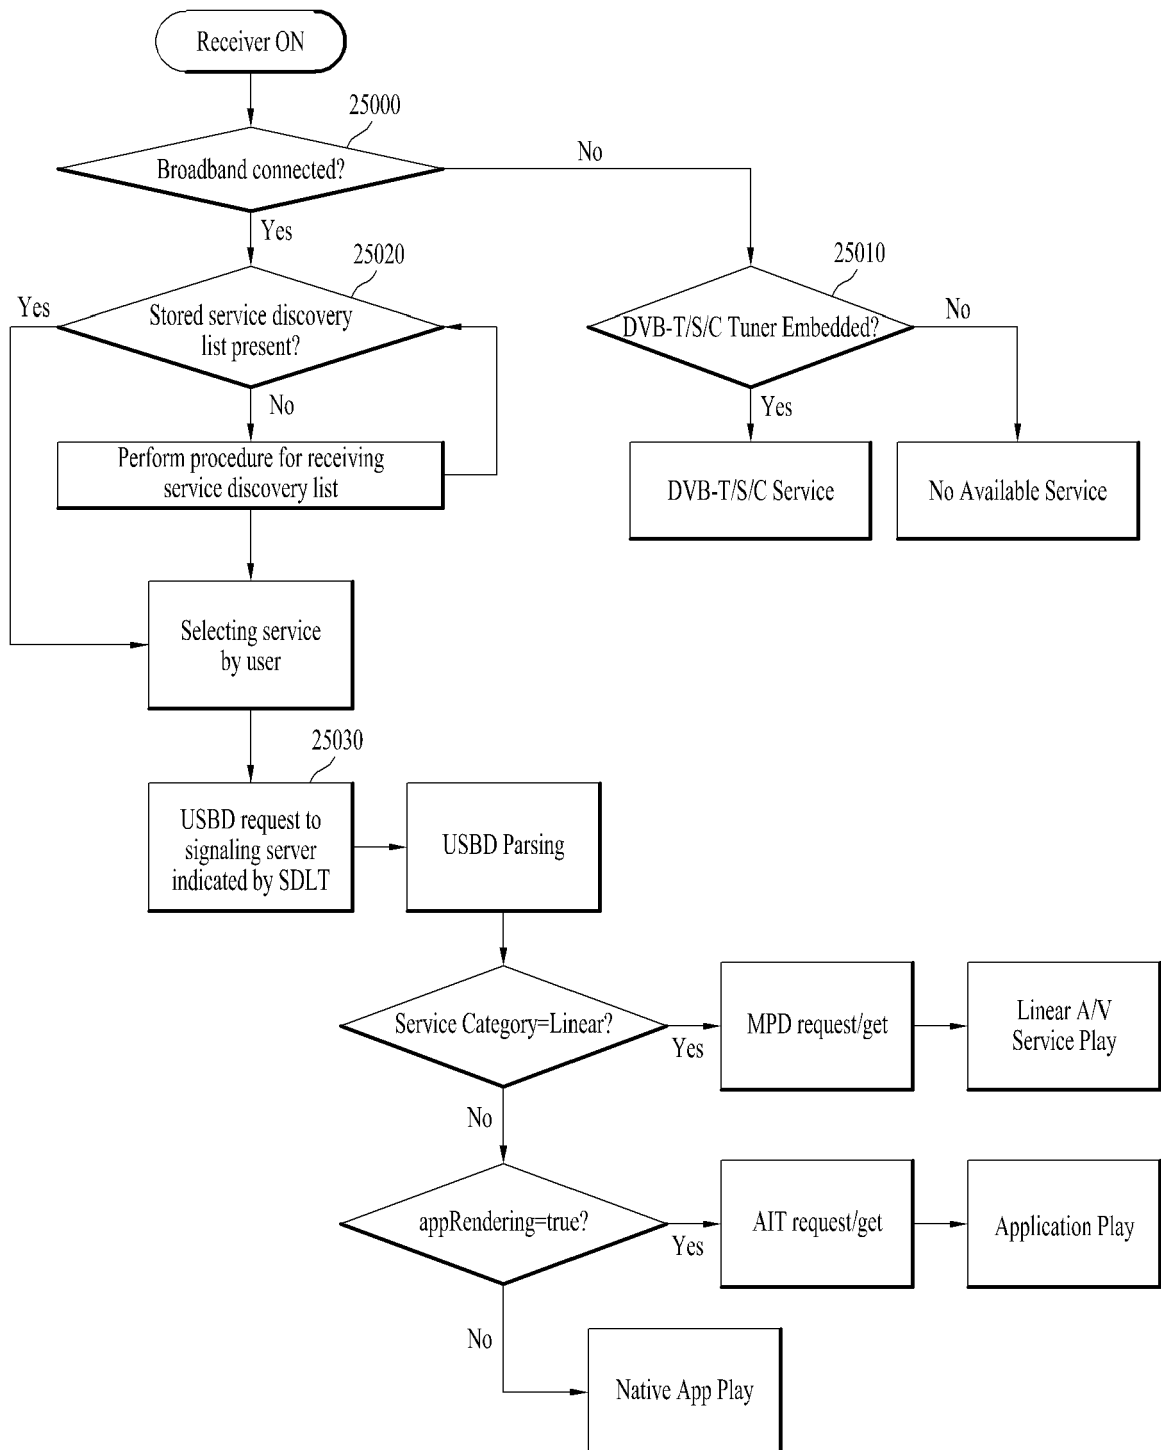 Receiver ON
25000
Broadband connected?
No
Yes
25020
25010
Yes
Stored service discovery
list present?
DVB-T/S/C Tuner Embedded?
No
No
Yes
Perform procedure for receiving
service discovery list
DVB-T/S/C Service
No Available Service
Selecting service
by user
25030
USBD request to
signaling server
indicated by SDLT
USBD Parsing
Service Category=Linear?
Yes
MPD request/get
Linear A/V
Service Play
No
appRendering=true?
Yes
AIT request/get
Application Play
No
Native App Play